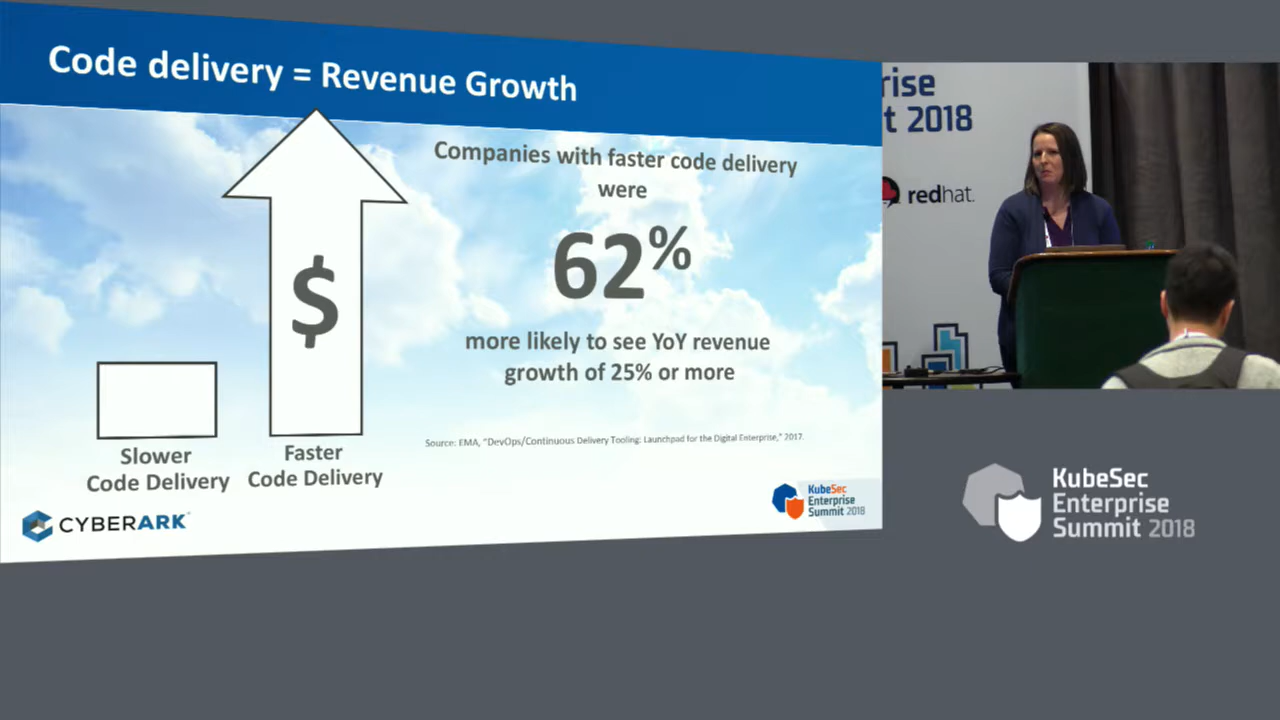 Code delivery = Revenue Growth
Companies with faster code delivery
were
62%
more likely to see YoY revenue
growth of 25% or more
$
Slower
Code Delivery
Faster
Code Delivery
Source: EMA, "DevOps/Continuous Delivery Tooling: Launchpad for the Digital Enterprise," 2017.
CYBERARK
KubeSec
Enterprise
Summit 2018
rise
t 2018
redhat.
KubeSec
Enterprise
Summit 2018